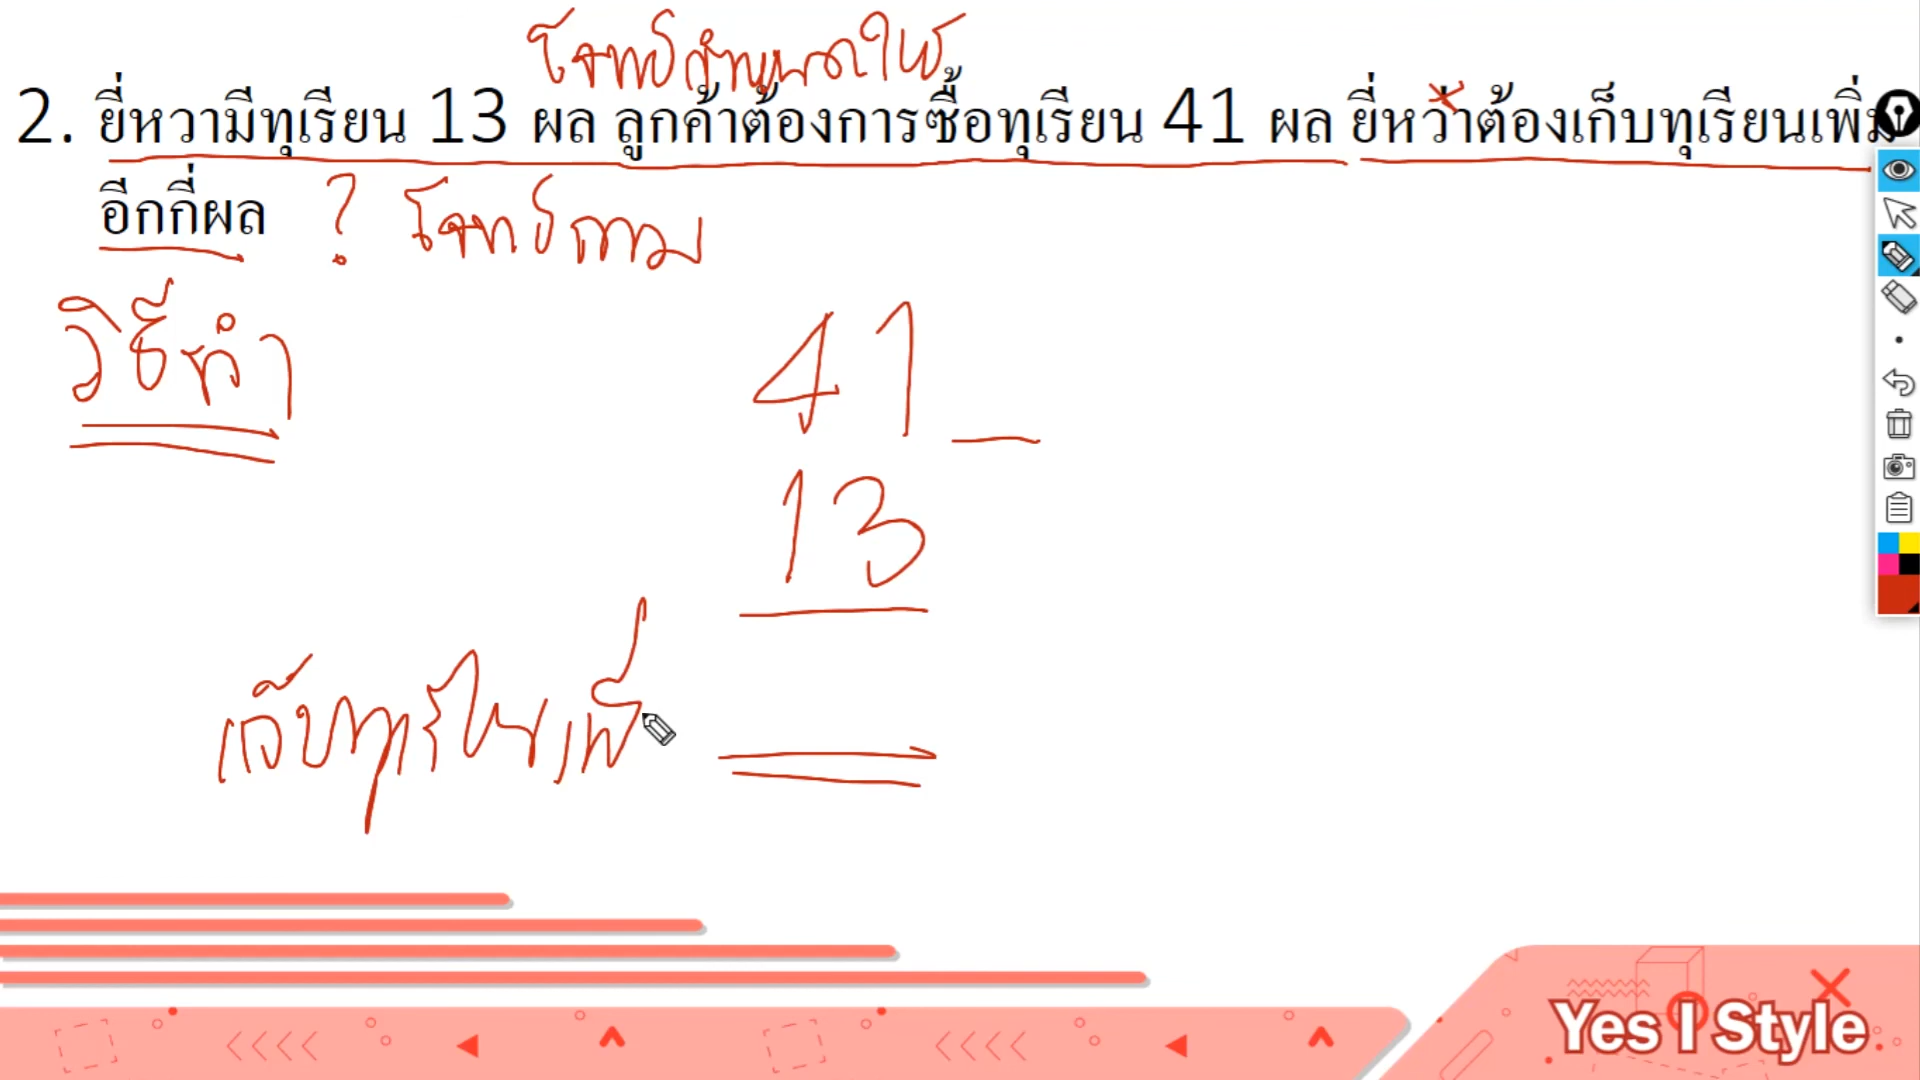 โจทย์กำหนดให้
2. ยี่หวามีทุเรียน 13 ผล ลูกค้าต้องการซื้อทุเรียน 41 ผล ยี่หว่าต้องเก็บทุเรียนเพิ่ม
อีกกี่ผล ? โจทย์ถาม
วิธีทำ
41
13
เก็บทุเรียนเพิ่
Yes I Style